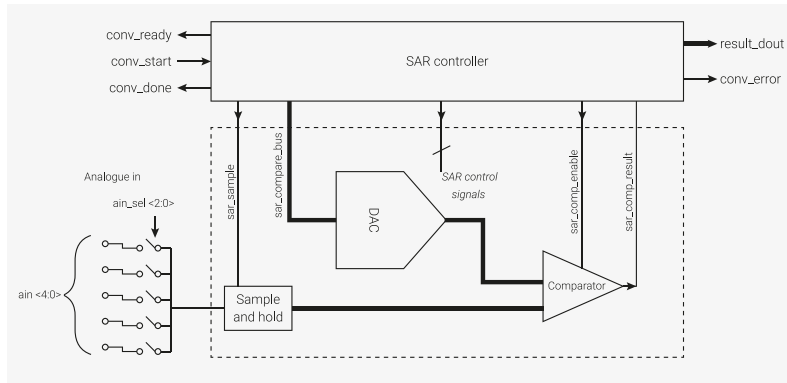 conv_ready
conv_start
conv_done
SAR controller
result_dout
conv_error
sar_sample
sar_compare_bus
SAR control
signals
sar_comp_enable
sar_comp_result
DAC
Analogue in
ain_sel <2:0>
ain <4:0>
Sample
and hold
Comparator